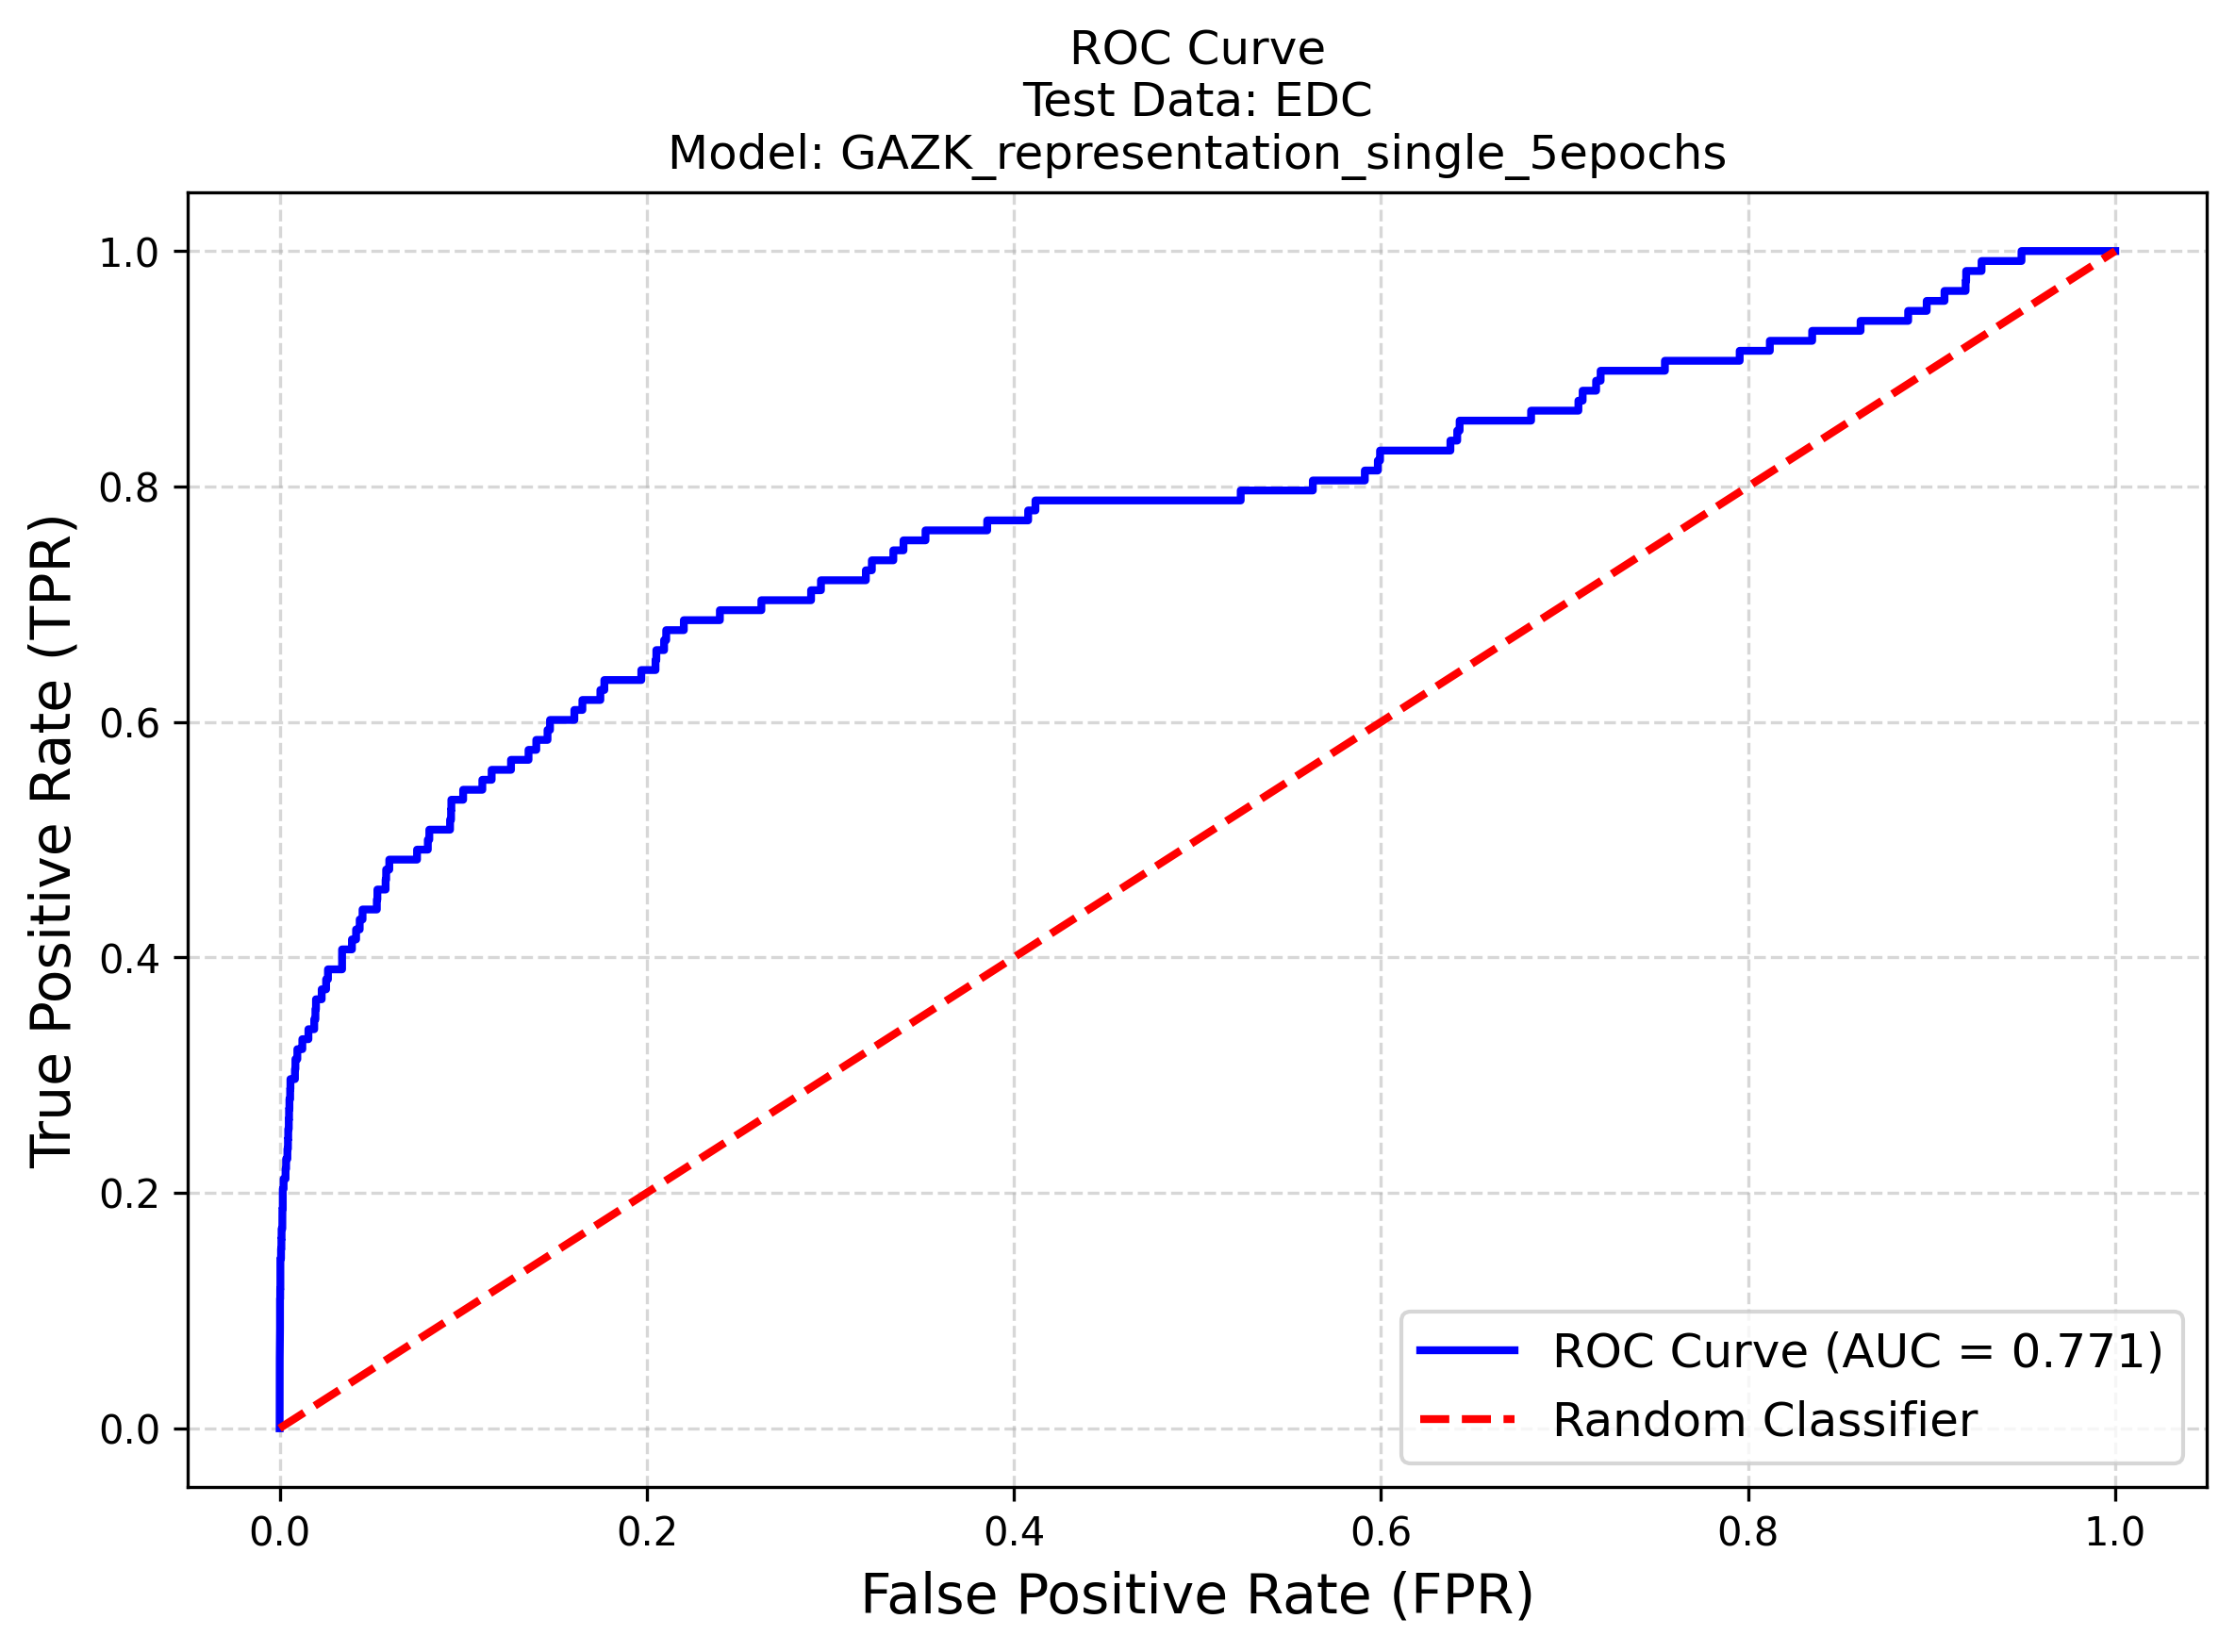 ROC Curve
Test Data: EDC
Model: GAZK_representation_single_5epochs
True Positive Rate (TPR)
1.0
0.8
0.6
0.4
0.2
0.0
0.0
0.2
0.4
0.6
0.8
1.0
False Positive Rate (FPR)
ROC Curve (AUC = 0.771)
Random Classifier